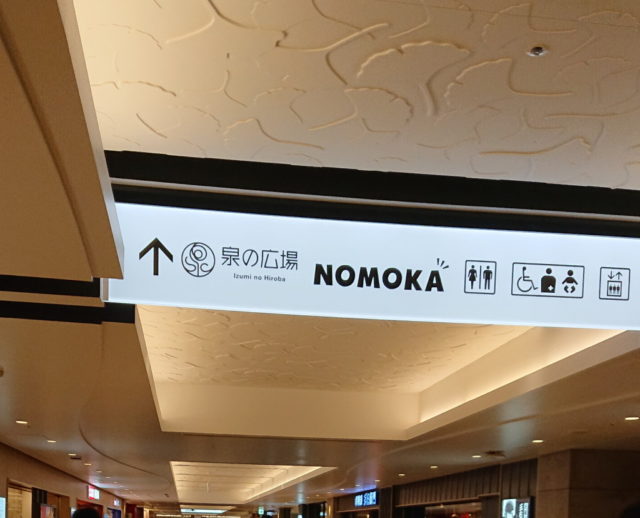 泉の広場
Izumi no Hiroba
NOMOKA